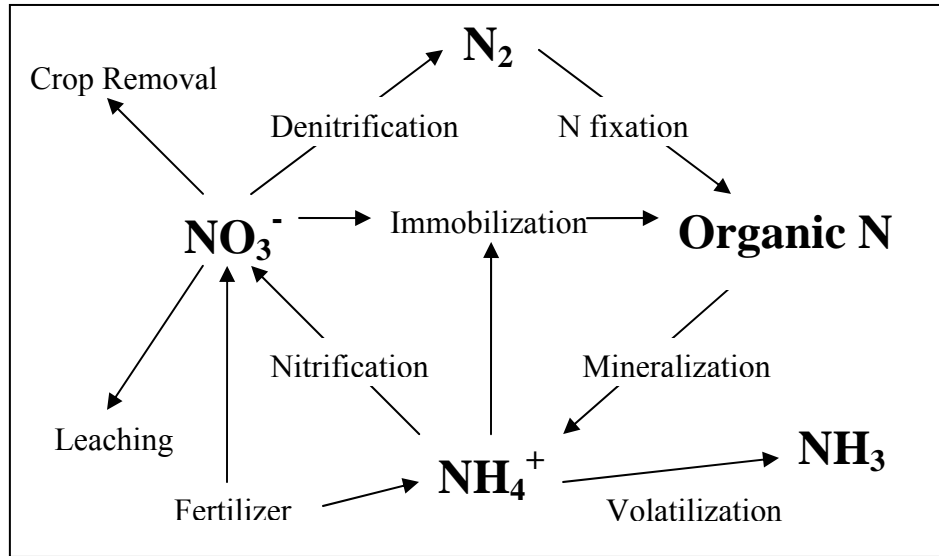 N₂
Crop Removal
Denitrification
N fixation
NO₃⁻
Immobilization
Organic N
Nitrification
Mineralization
Leaching
NH₄⁺
NH₃
Fertilizer
Volatilization